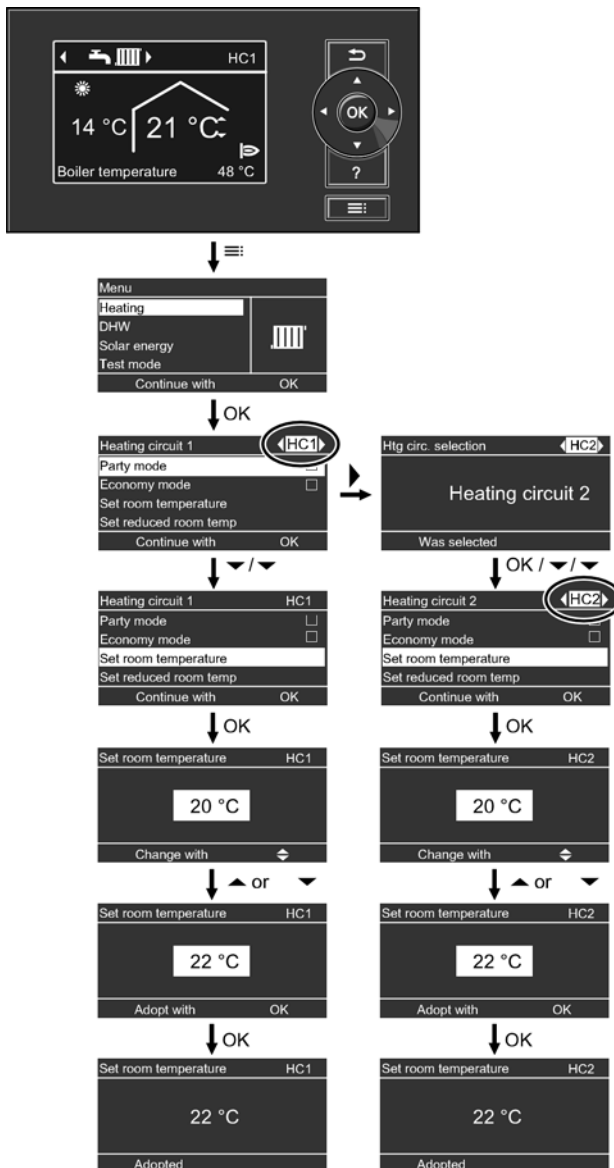 HC1
14 °C 21 °C
Boiler temperature 48 °C
OK
?
Menu
Heating
DHW
Solar energy
Test mode
Continue with OK
OK
Heating circuit 1 HC1
Party mode
Economy mode
Set room temperature
Set reduced room temp
Continue with OK
Htg circ. selection HC2
Heating circuit 2
Was selected
/
OK / /
Heating circuit 1 HC1
Party mode
Economy mode
Set room temperature
Set reduced room temp
Continue with OK
Heating circuit 2 HC2
Party mode
Economy mode
Set room temperature
Set reduced room temp
Continue with OK
OK
OK
Set room temperature HC1
20 °C
Change with
Set room temperature HC2
20 °C
Change with
or
or
Set room temperature HC1
22 °C
Adopt with OK
Set room temperature HC2
22 °C
Adopt with OK
OK
OK
Set room temperature HC1
22 °C
Adopted
Set room temperature HC2
22 °C
Adopted